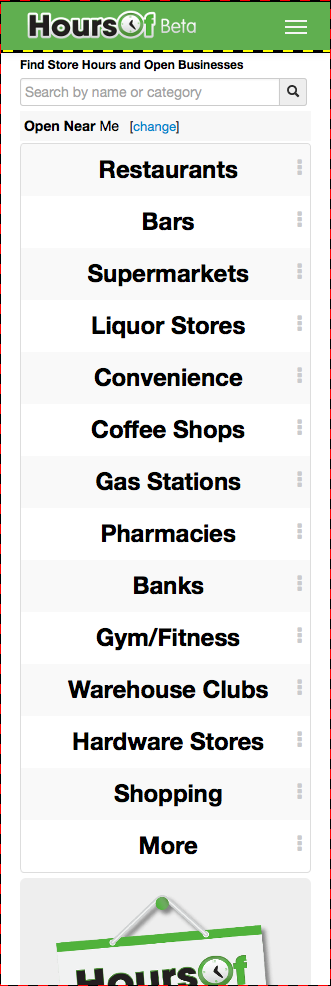 HoursOf Beta
Find Store Hours and Open Businesses
Search by name or category
Open Near Me [change]
Restaurants
Bars
Supermarkets
Liquor Stores
Convenience
Coffee Shops
Gas Stations
Pharmacies
Banks
Gym/Fitness
Warehouse Clubs
Hardware Stores
Shopping
More
HoursOf